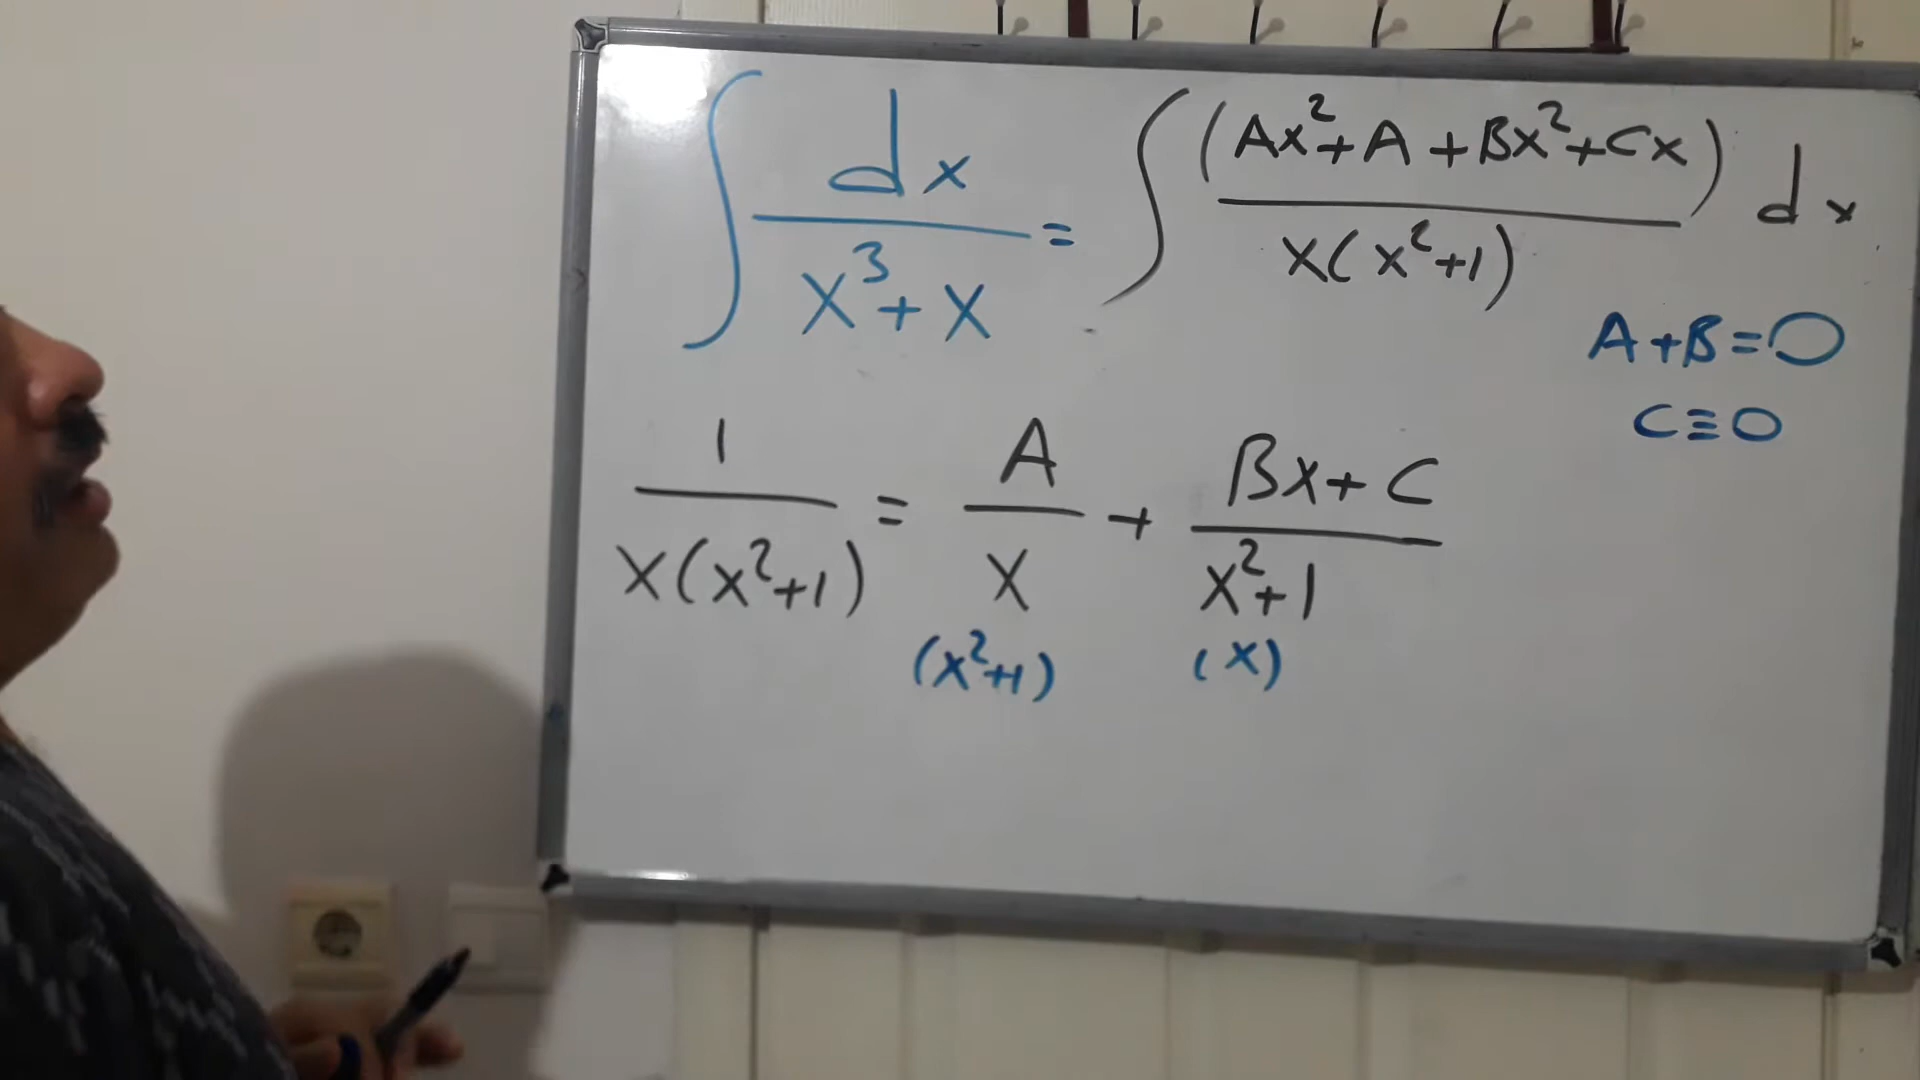 ∫ dx / (x³ + x) = ∫ (Ax² + A + Bx² + Cx) / x(x² + 1) dx
A + B = 0
C ≡ 0
1 / x(x² + 1) = A / x + (Bx + C) / (x² + 1)
(x² + 1) (x)